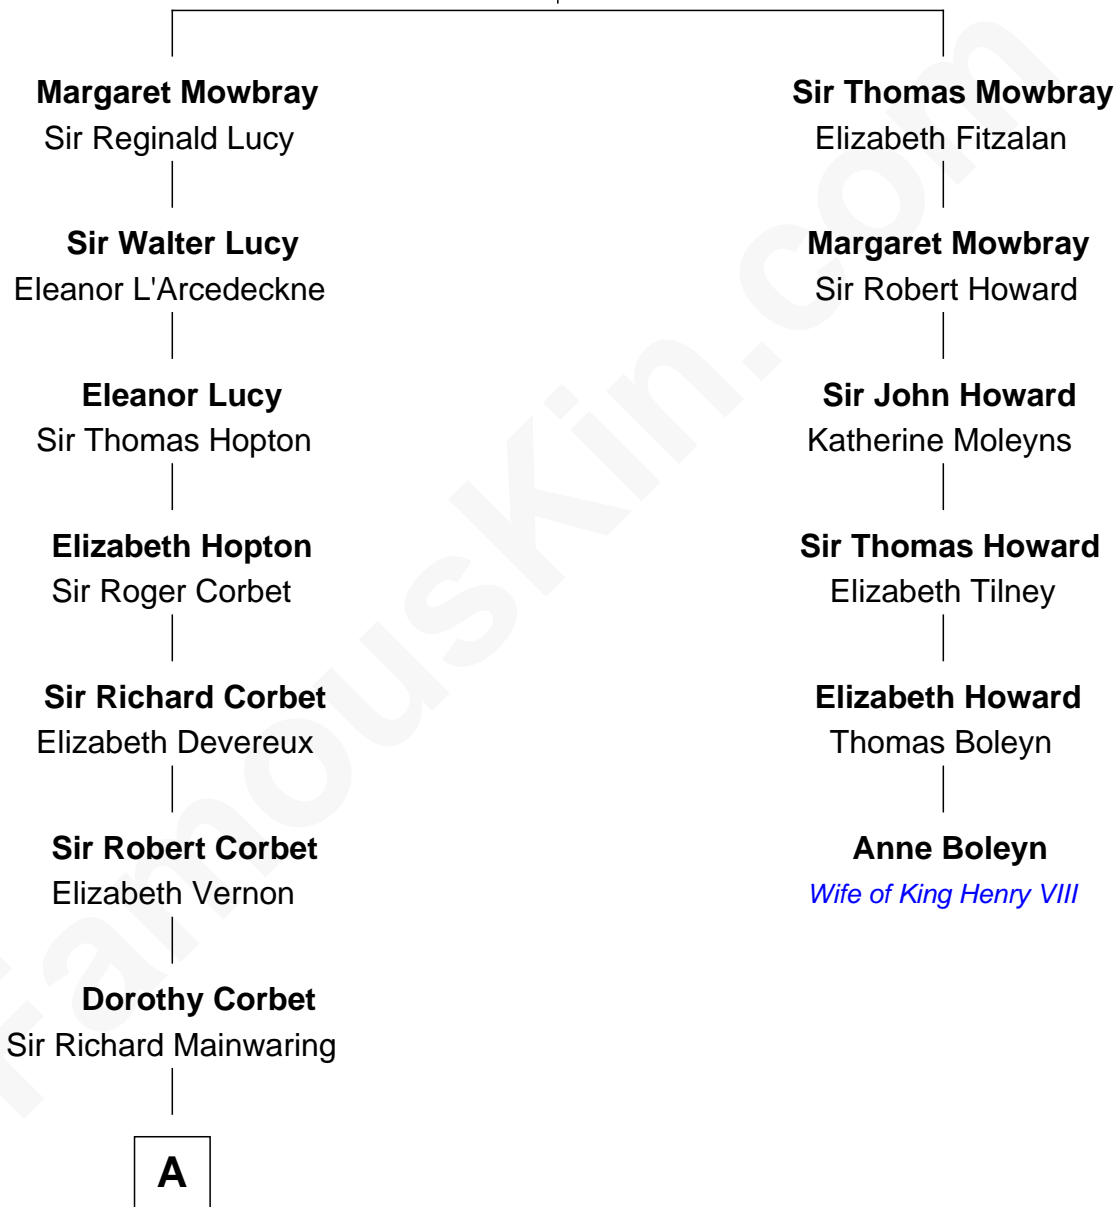 Margaret Mowbray
Sir Reginald Lucy
Sir Walter Lucy
Eleanor L'Arcedeckne
Eleanor Lucy
Sir Thomas Hopton
Elizabeth Hopton
Sir Roger Corbet
Sir Richard Corbet
Elizabeth Devereux
Sir Robert Corbet
Elizabeth Vernon
Dorothy Corbet
Sir Richard Mainwaring
A
Sir Thomas Mowbray
Elizabeth Fitzalan
Margaret Mowbray
Sir Robert Howard
Sir John Howard
Katherine Moleyns
Sir Thomas Howard
Elizabeth Tilney
Elizabeth Howard
Thomas Boleyn
Anne Boleyn
Wife of King Henry VIII
FamousKin.com